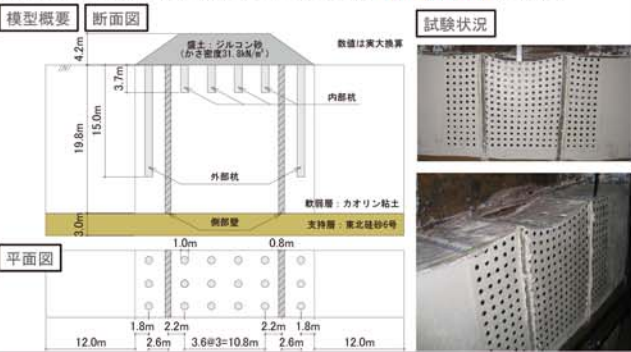 模型概要
断面図
試験状況
4.2m
盛土：ジルコン砂
(かさ密度31.8kN/m³)
数値は実大換算
3.7m
内部杭
15.0m
19.8m
外部杭
軟弱層：カオリン粘土
側部壁
支持層：東北硅砂6号
3.0m
平面図
1.0m
0.8m
1.8m
2.2m
2.2m
1.8m
12.0m
2.6m
3.6@3=10.8m
2.6m
12.0m